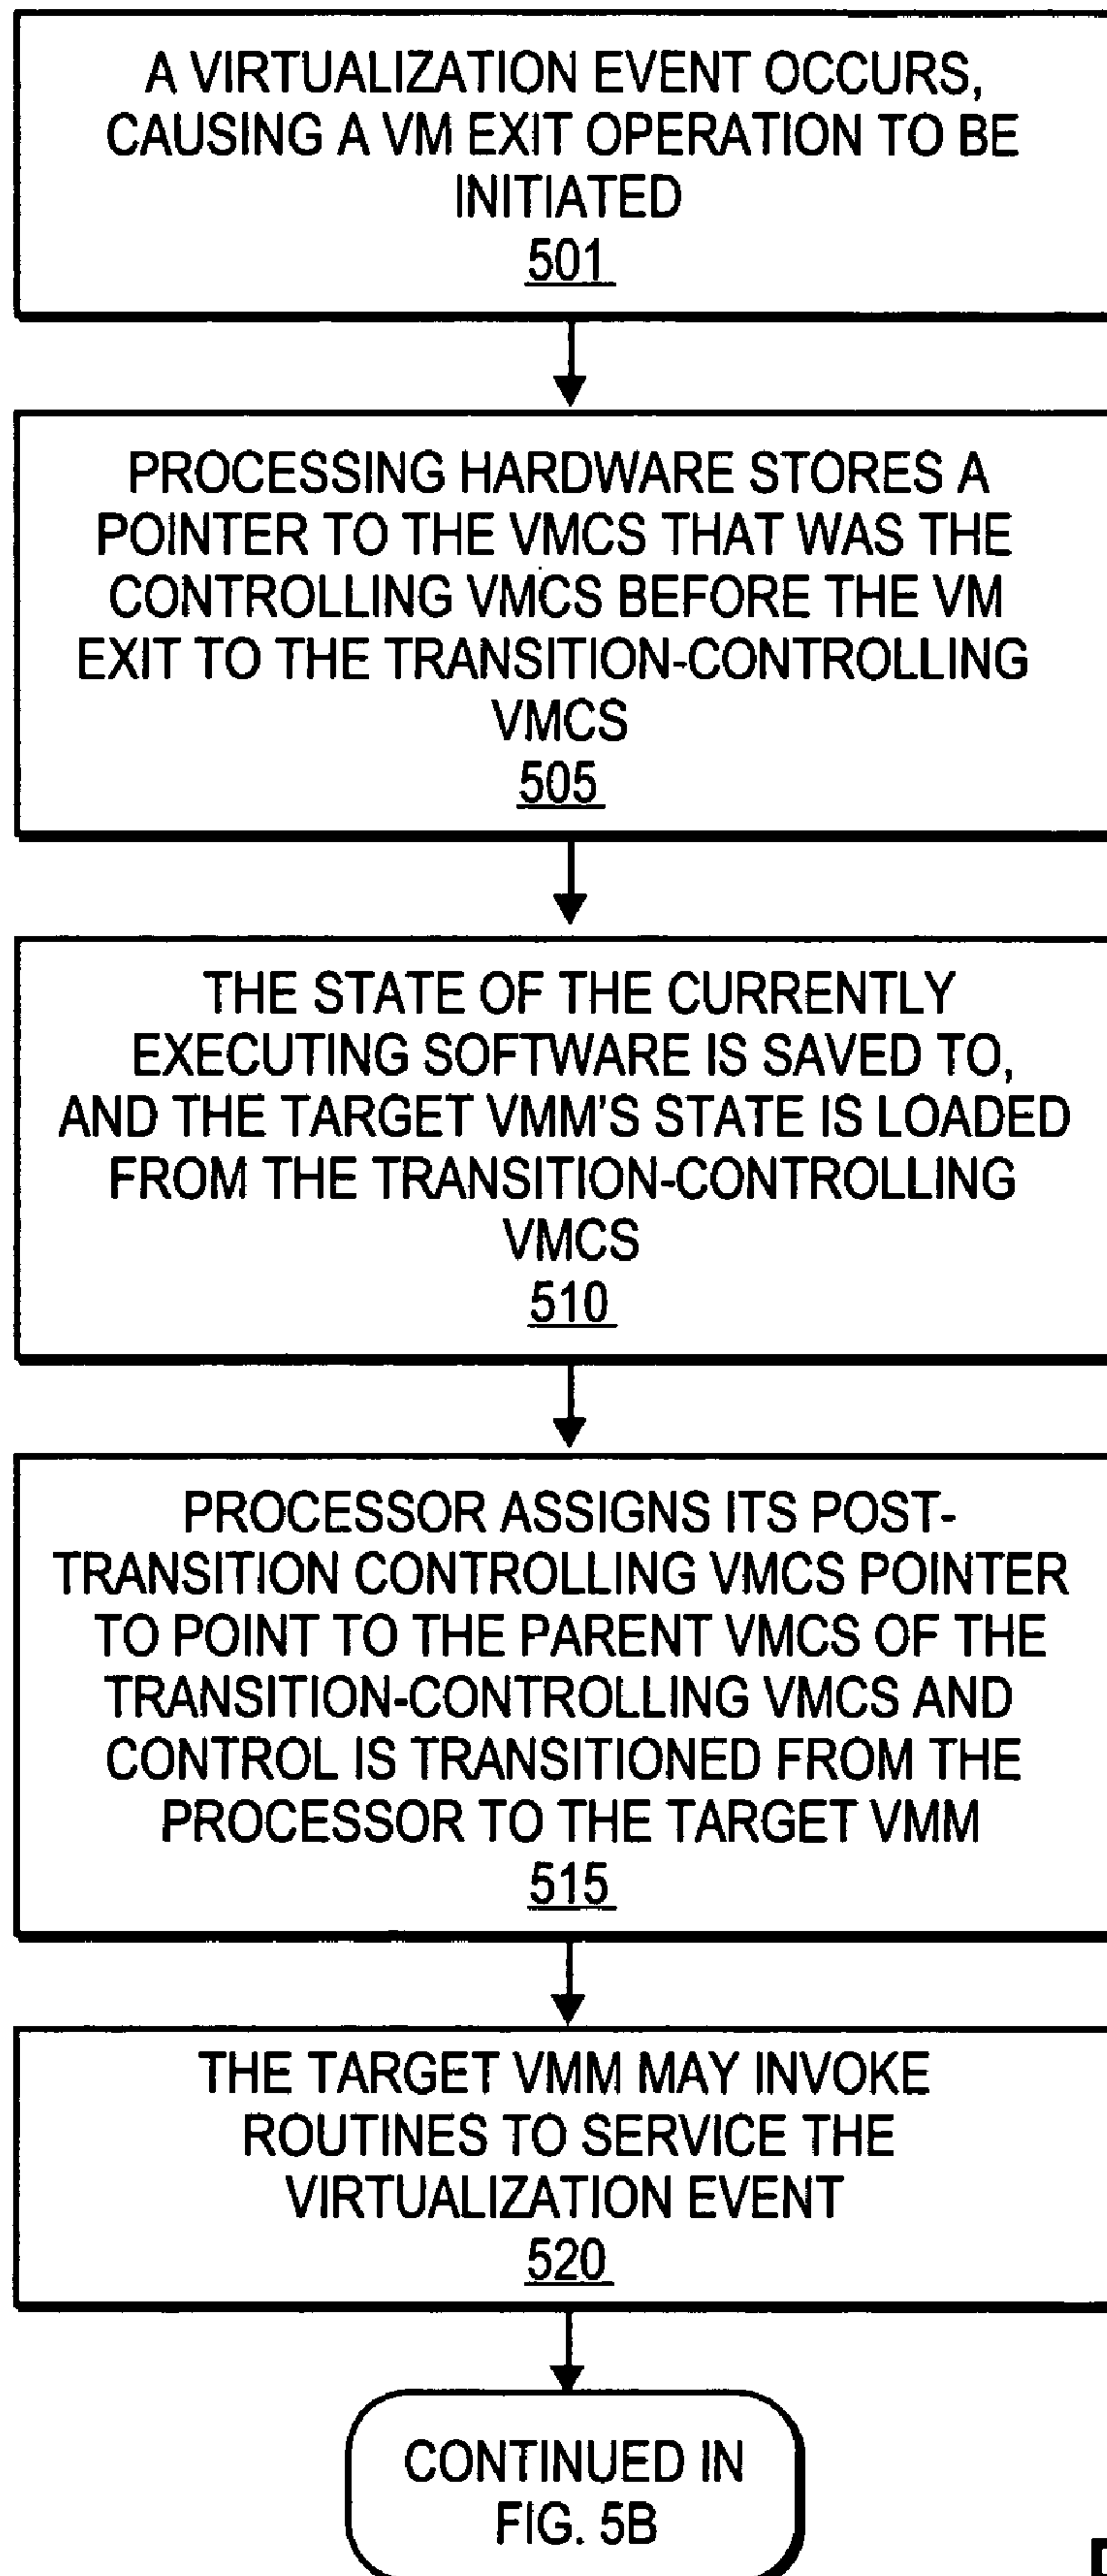 A VIRTUALIZATION EVENT OCCURS,
CAUSING A VM EXIT OPERATION TO BE
INITIATED
501
PROCESSING HARDWARE STORES A
POINTER TO THE VMCS THAT WAS THE
CONTROLLING VMCS BEFORE THE VM
EXIT TO THE TRANSITION-CONTROLLING
VMCS
505
THE STATE OF THE CURRENTLY
EXECUTING SOFTWARE IS SAVED TO,
AND THE TARGET VMM'S STATE IS LOADED
FROM THE TRANSITION-CONTROLLING
VMCS
510
PROCESSOR ASSIGNS ITS POST-
TRANSITION CONTROLLING VMCS POINTER
TO POINT TO THE PARENT VMCS OF THE
TRANSITION-CONTROLLING VMCS AND
CONTROL IS TRANSITIONED FROM THE
PROCESSOR TO THE TARGET VMM
515
THE TARGET VMM MAY INVOKE
ROUTINES TO SERVICE THE
VIRTUALIZATION EVENT
520
CONTINUED IN
FIG. 5B